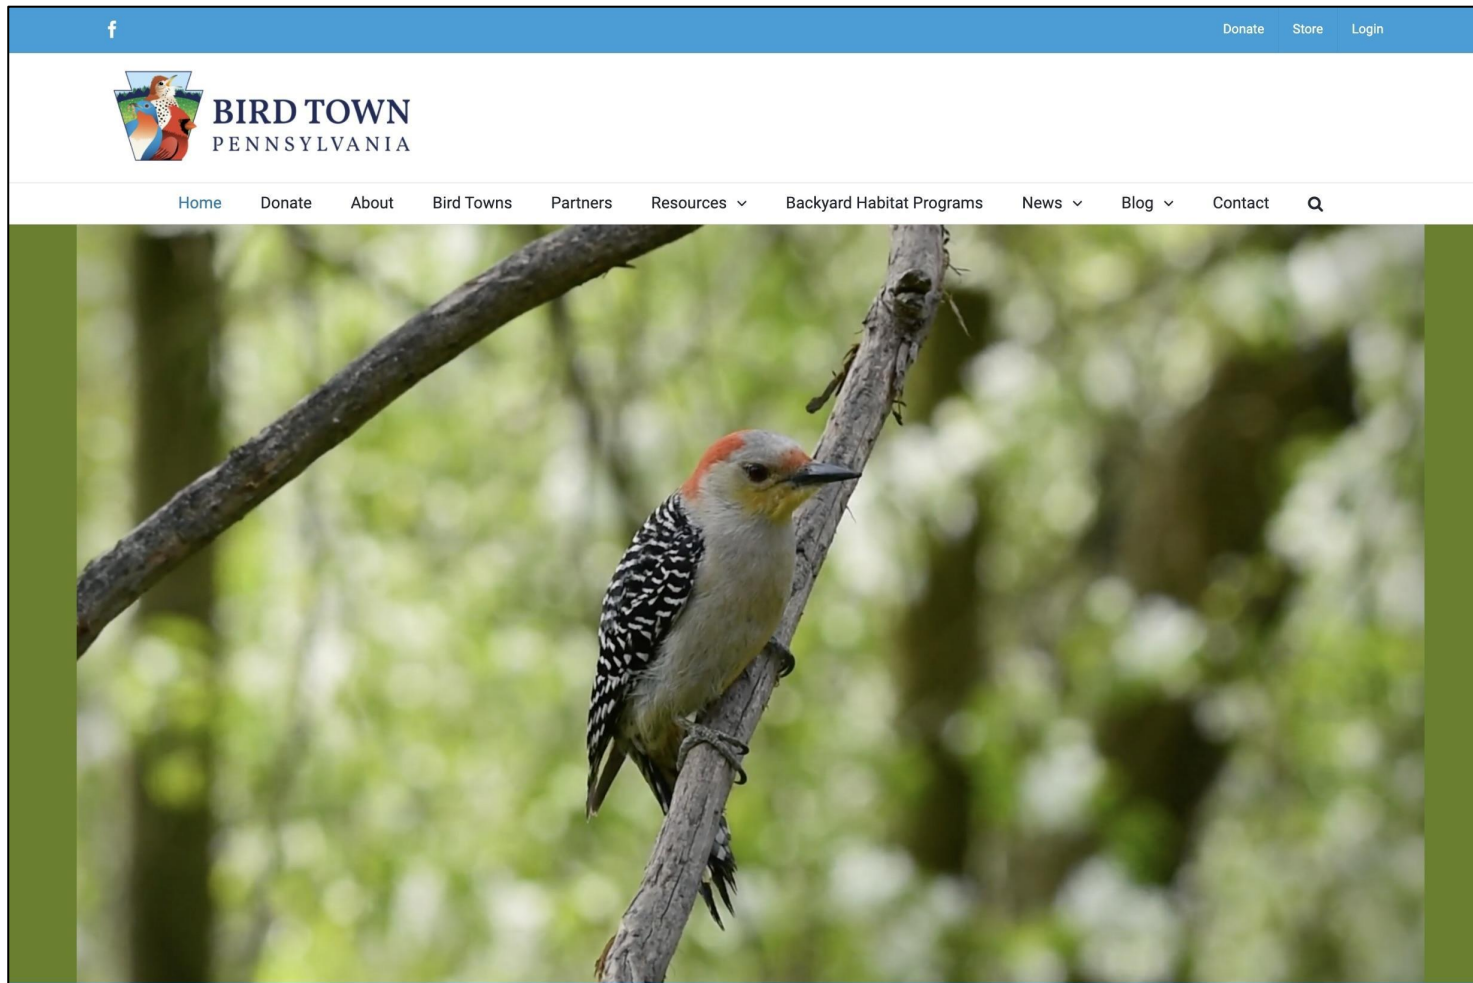 Donate Store Login
BIRD TOWN
PENNSYLVANIA
Home Donate About Bird Towns Partners Resources Backyard Habitat Programs News Blog Contact